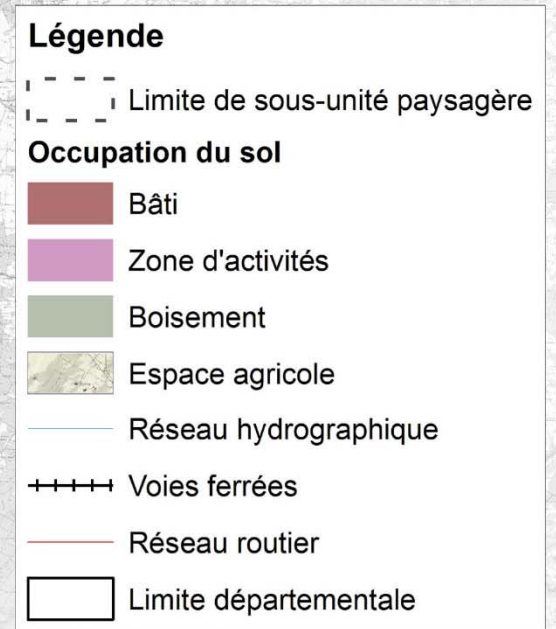 Légende
Limite de sous-unité paysagère
Occupation du sol
Bâti
Zone d'activités
Boisement
Espace agricole
Réseau hydrographique
Voies ferrées
Réseau routier
Limite départementale